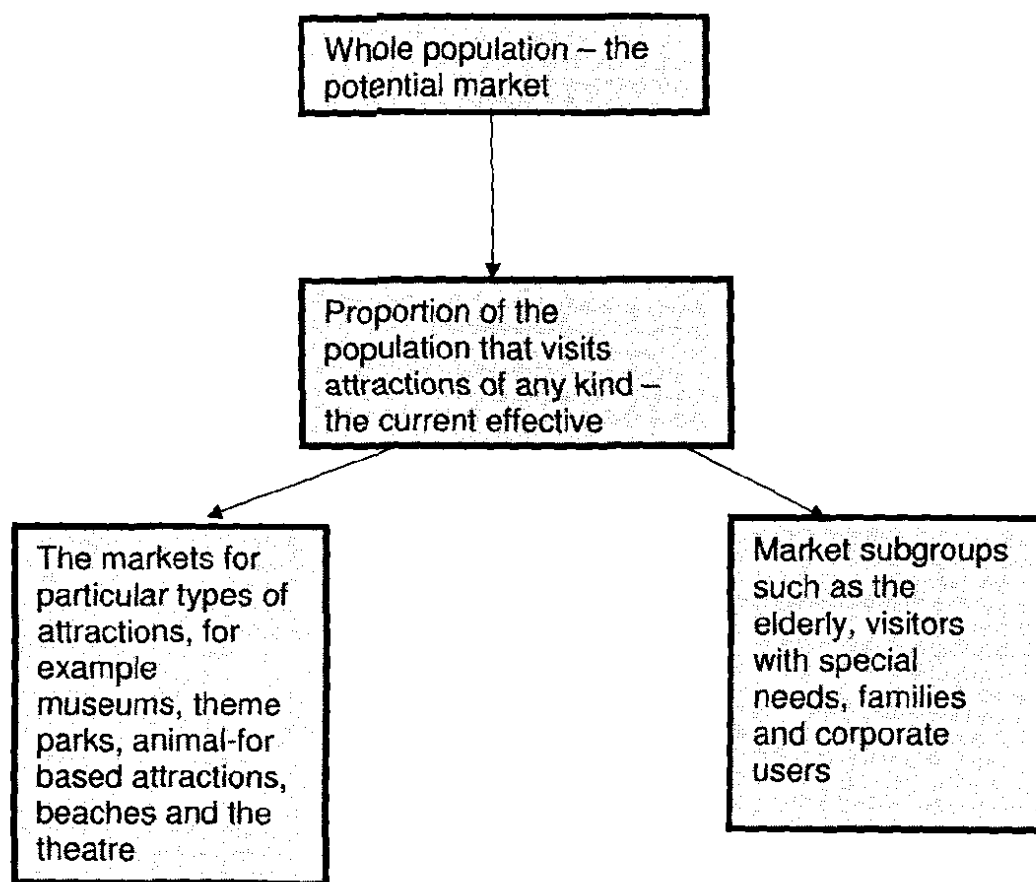 Whole population – the
potential market
Proportion of the
population that visits
attractions of any kind –
the current effective
The markets for
particular types of
attractions, for
example
museums, theme
parks, animal-for
based attractions,
beaches and the
theatre
Market subgroups
such as the
elderly, visitors
with special
needs, families
and corporate
users